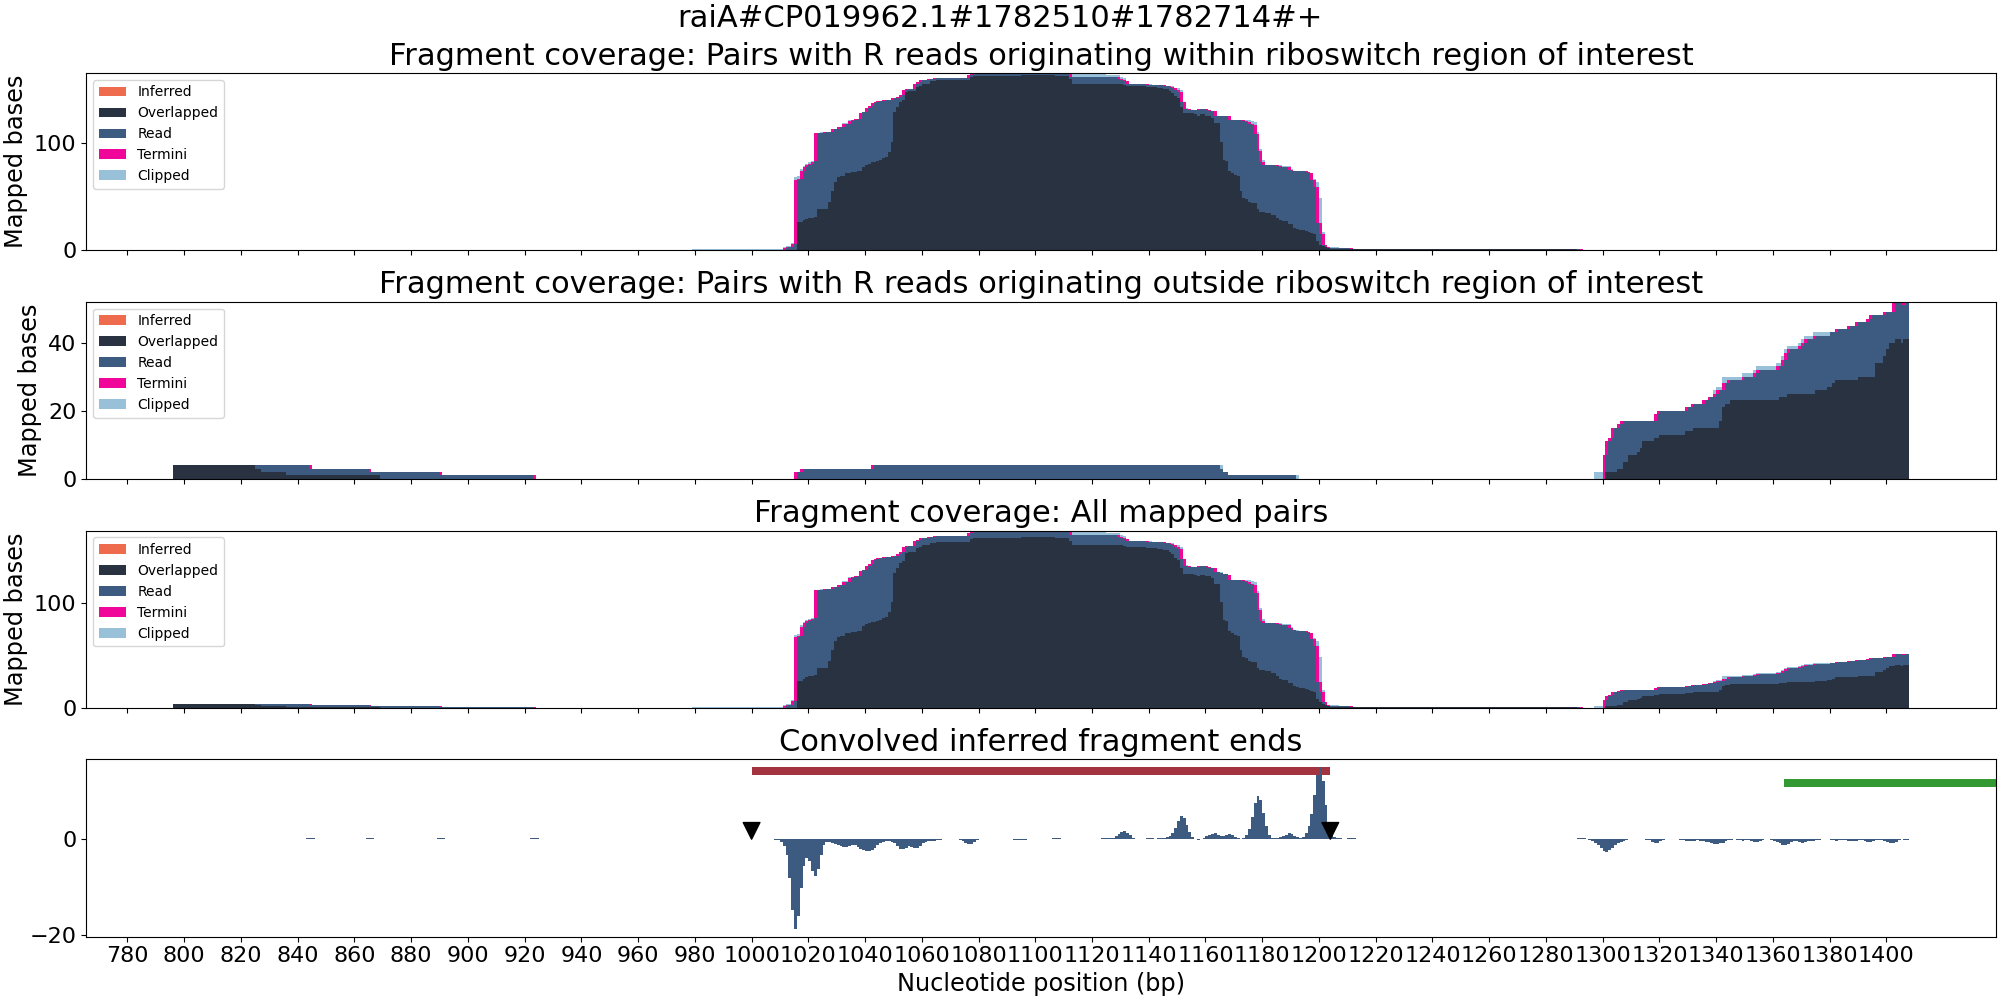 raiA#CP019962.1#1782510#1782714#+
Fragment coverage: Pairs with R reads originating within riboswitch region of interest
Mapped bases
100
0
Inferred
Overlapped
Read
Termini
Clipped
Fragment coverage: Pairs with R reads originating outside riboswitch region of interest
Mapped bases
40
20
0
Inferred
Overlapped
Read
Termini
Clipped
Fragment coverage: All mapped pairs
Mapped bases
100
0
Inferred
Overlapped
Read
Termini
Clipped
Convolved inferred fragment ends
0
−20
780 800 820 840 860 880 900 920 940 960 980 1000 1020 1040 1060 1080 1100 1120 1140 1160 1180 1200 1220 1240 1260 1280 1300 1320 1340 1360 1380 1400
Nucleotide position (bp)